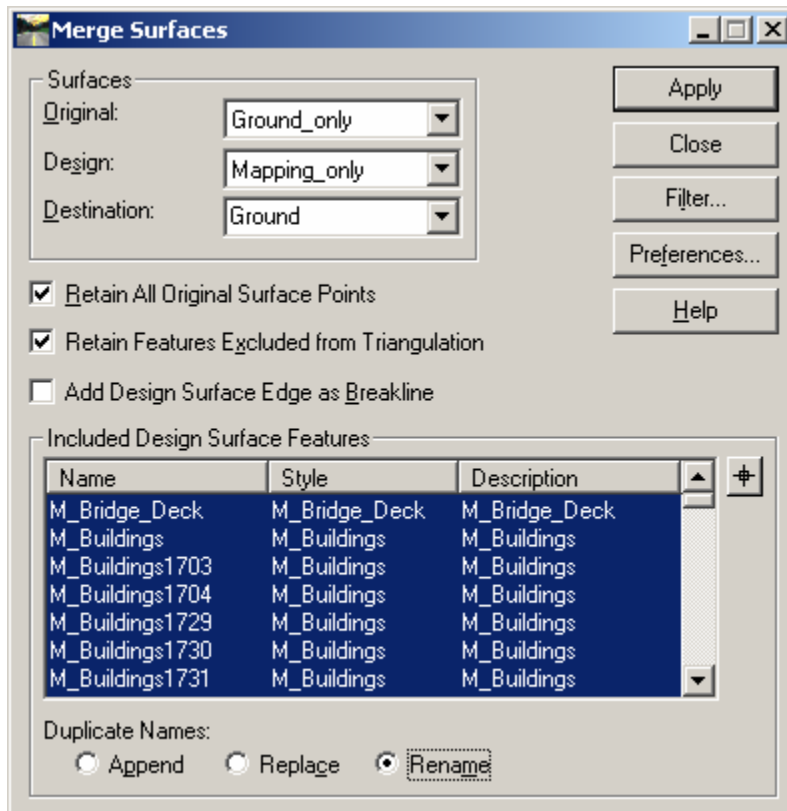 Merge Surfaces
Surfaces
Original:
Ground_only
Design:
Mapping_only
Destination:
Ground
Apply
Close
Filter...
Preferences...
Help
Retain All Original Surface Points
Retain Features Excluded from Triangulation
Add Design Surface Edge as Breakline
Included Design Surface Features
Name Style Description
M_Bridge_Deck M_Bridge_Deck M_Bridge_Deck
M_Buildings M_Buildings M_Buildings
M_Buildings1703 M_Buildings M_Buildings
M_Buildings1704 M_Buildings M_Buildings
M_Buildings1729 M_Buildings M_Buildings
M_Buildings1730 M_Buildings M_Buildings
M_Buildings1731 M_Buildings M_Buildings
Duplicate Names:
Append Replace Rename